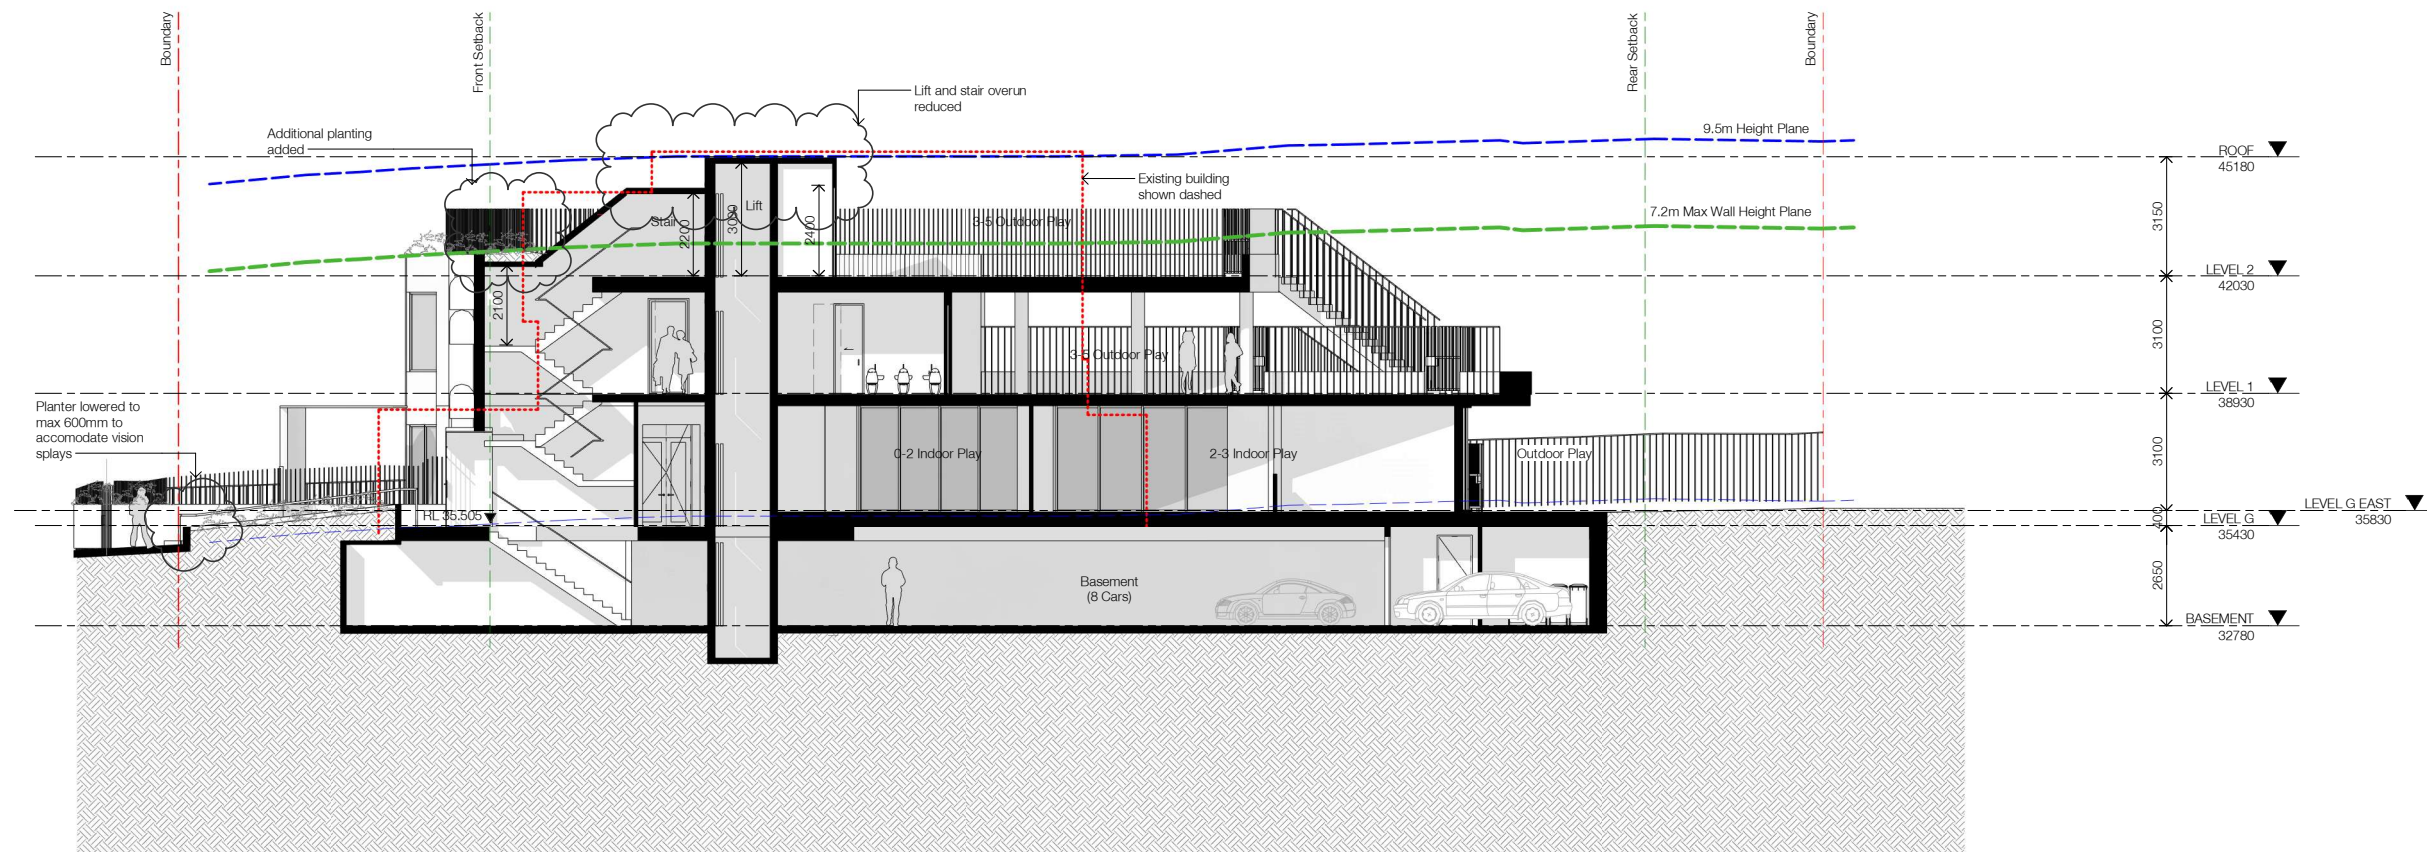 Boundary
Front Setback
Rear Setback
Boundary
Lift and stair overun
reduced
Additional planting
added
9.5m Height Plane
ROOF
45180
Existing building
shown dashed
7.2m Max Wall Height Plane
Stair
2200
3000
Lift
2400
3-5 Outdoor Play
3150
LEVEL 2
42030
2100
3-5 Outdoor Play
3100
LEVEL 1
38930
Planter lowered to
max 600mm to
accomodate vision
splays
0-2 Indoor Play
2-3 Indoor Play
Outdoor Play
3100
RL 35.505
LEVEL G EAST
35830
400
LEVEL G
35430
Basement
(8 Cars)
2650
BASEMENT
32780